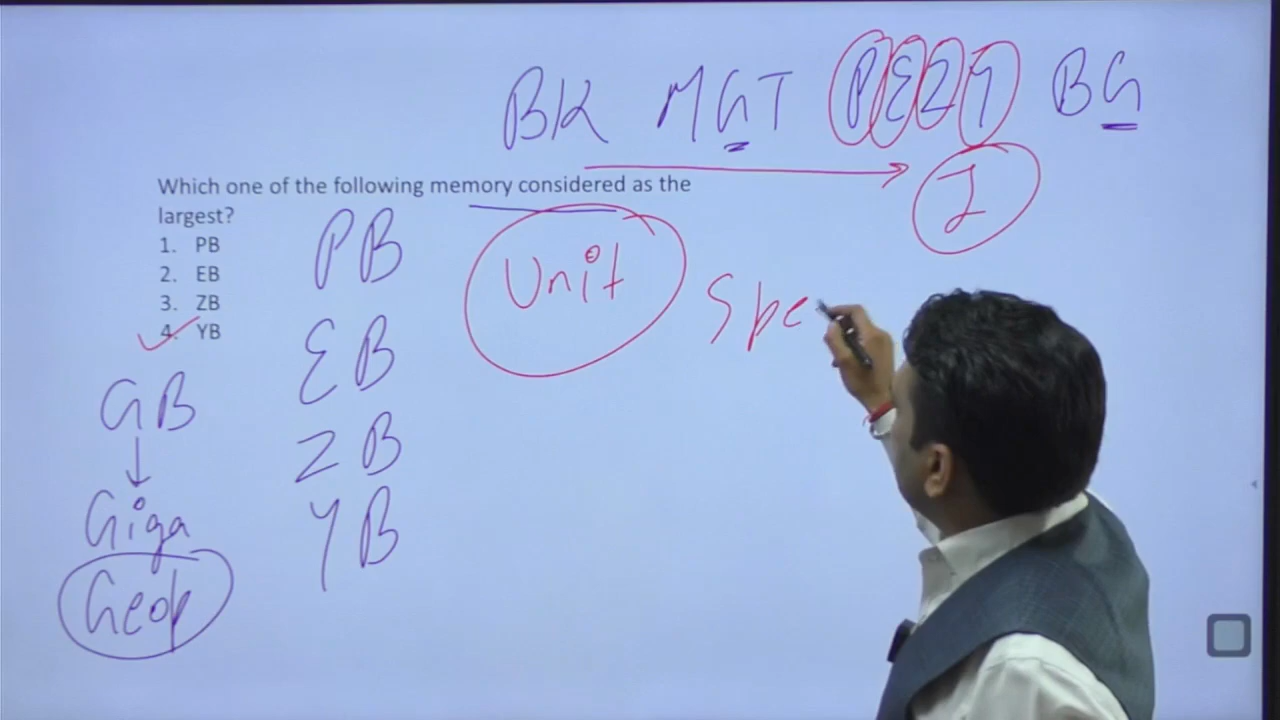 BK MGT PEZY BG
Which one of the following memory considered as the
largest?
1. PB
2. EB
3. ZB
4. YB
PB
EB
ZB
YB
Unit
Spe
GB
Giga
Geop